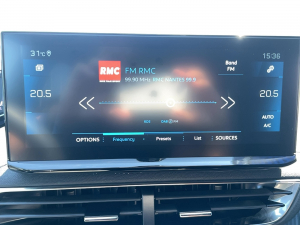 31°C
15:36
RMC
FM RMC
Band
FM
20.5
20.5
AUTO
A/C
OPTIONS
Frequency
Presets
List
SOURCES